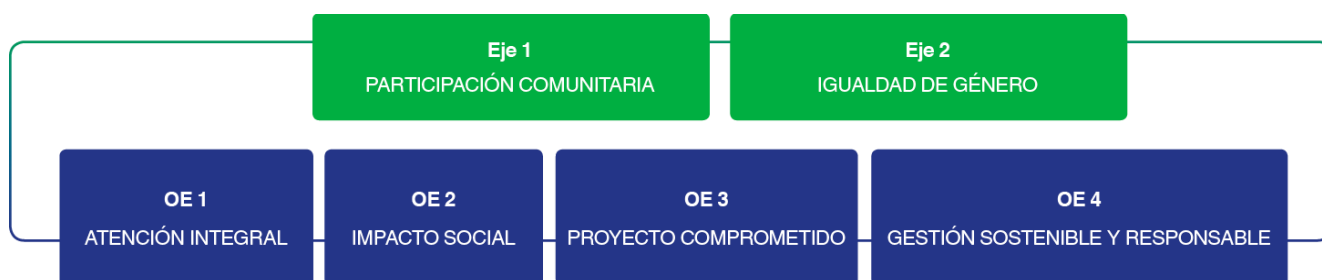 Eje 1
PARTICIPACIÓN COMUNITARIA
Eje 2
IGUALDAD DE GÉNERO
OE 1
ATENCIÓN INTEGRAL
OE 2
IMPACTO SOCIAL
OE 3
PROYECTO COMPROMETIDO
OE 4
GESTIÓN SOSTENIBLE Y RESPONSABLE